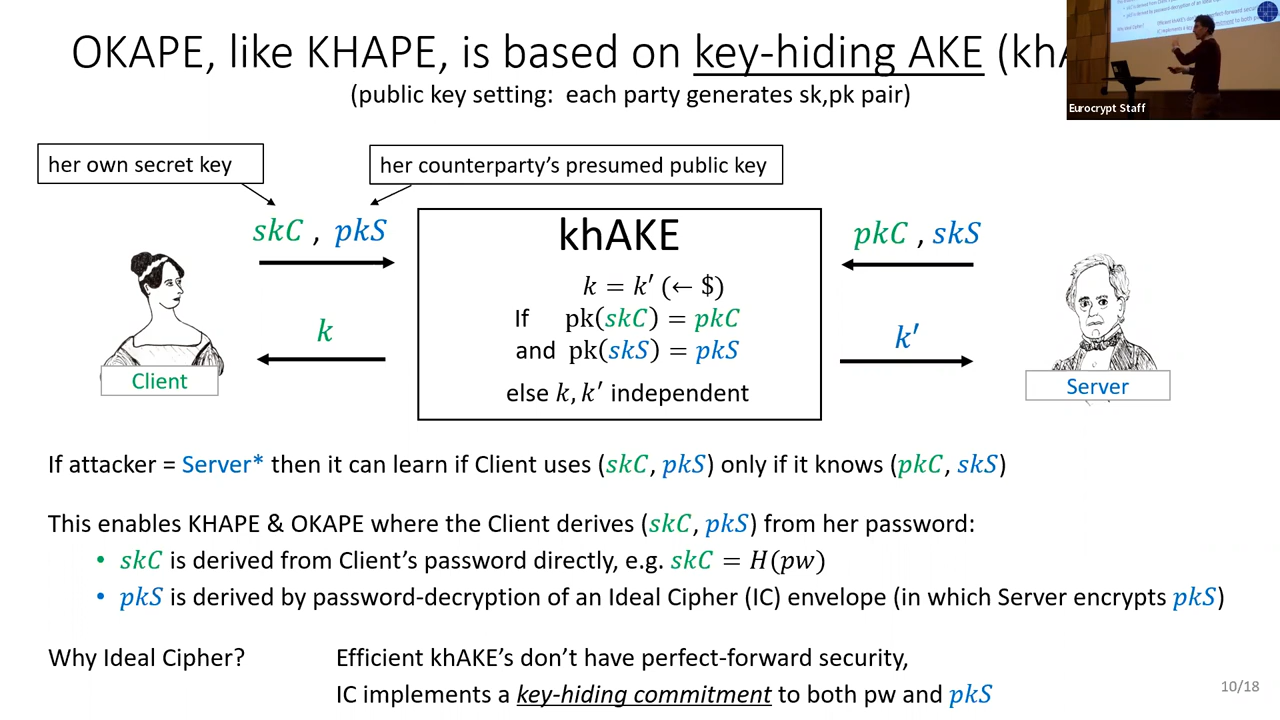 OKAPE, like KHAPE, is based on key-hiding AKE (khA
(public key setting: each party generates sk,pk pair)
Eurocrypt Staff
her own secret key
her counterparty's presumed public key
skC , pkS
khAKE
pkC , skS
k = k′ (← $)
If pk(skC) = pkC
and pk(skS) = pkS
else k, k′ independent
k
k′
Client
Server
If attacker = Server* then it can learn if Client uses (skC, pkS) only if it knows (pkC, skS)
This enables KHAPE & OKAPE where the Client derives (skC, pkS) from her password:
• skC is derived from Client's password directly, e.g. skC = H(pw)
• pkS is derived by password-decryption of an Ideal Cipher (IC) envelope (in which Server encrypts pkS)
Why Ideal Cipher? Efficient khAKE's don't have perfect-forward security,
IC implements a key-hiding commitment to both pw and pkS
10/18